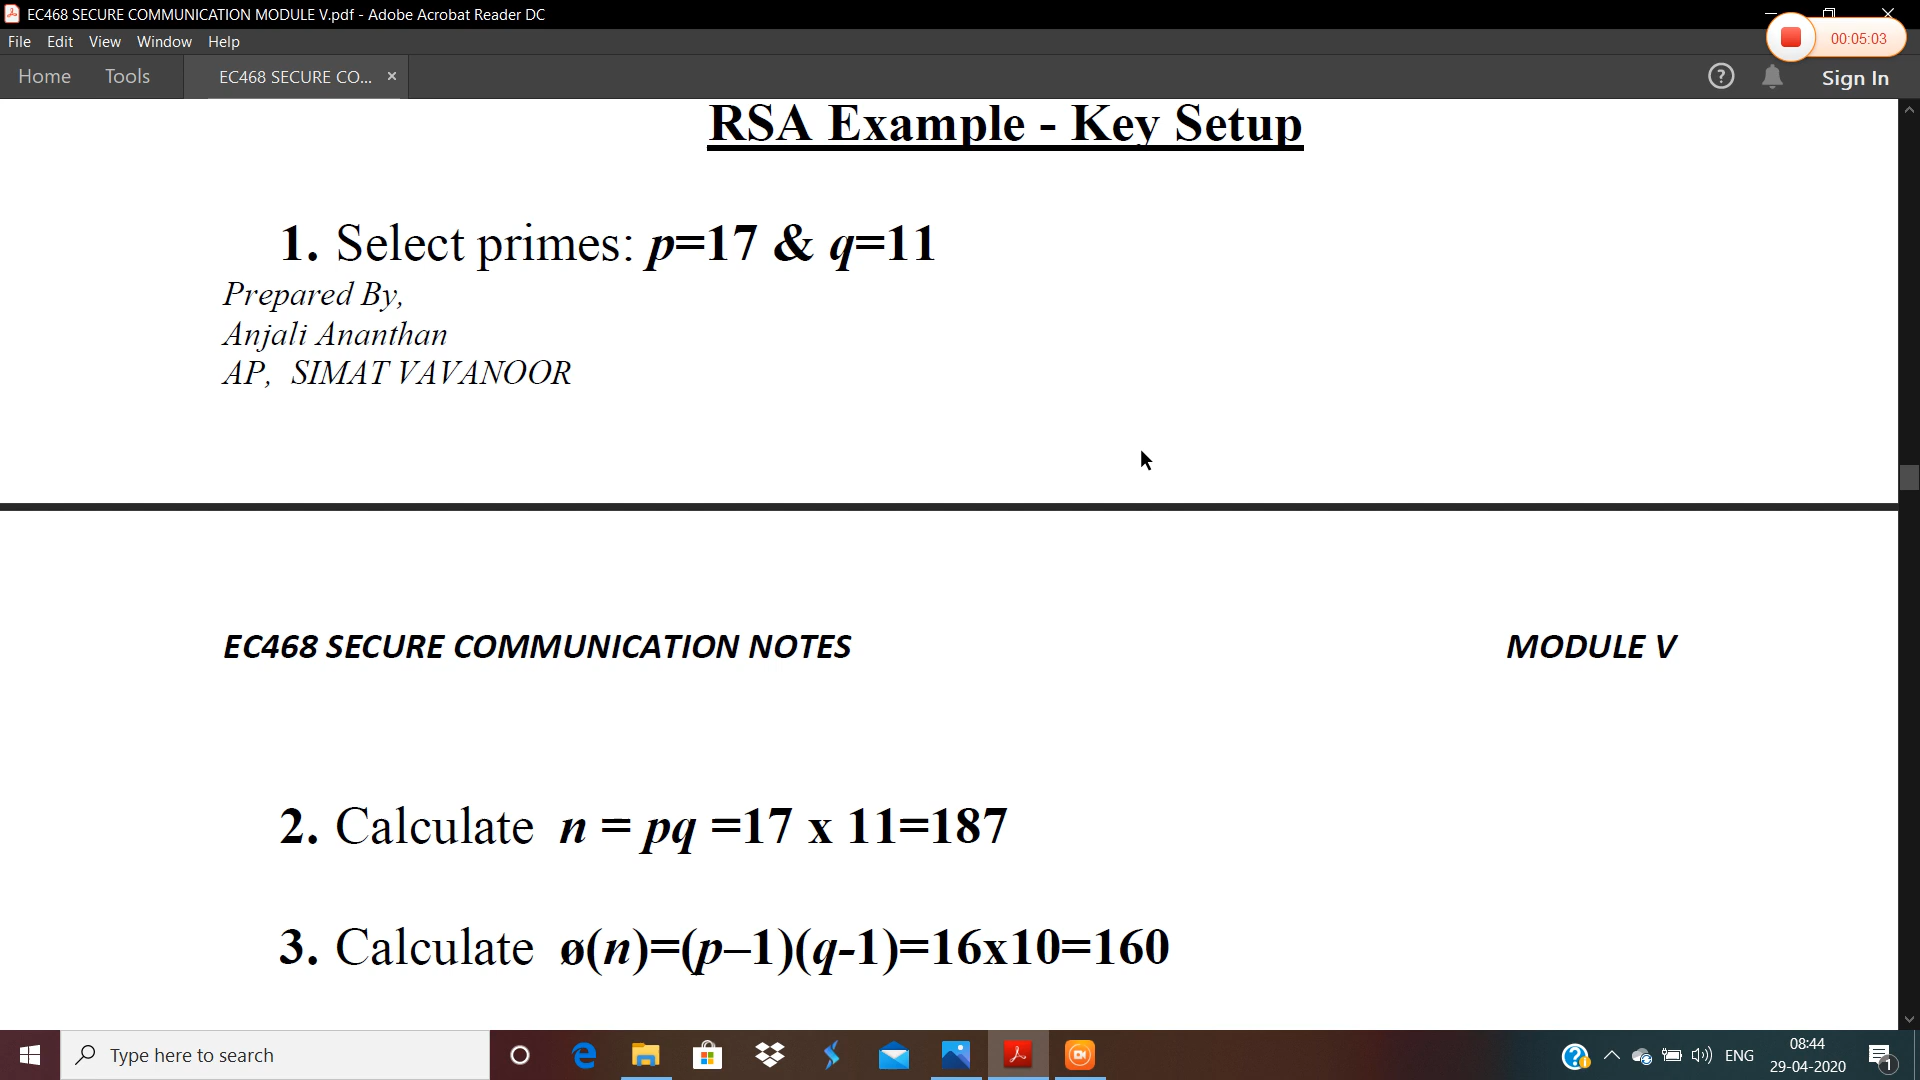 EC468 SECURE COMMUNICATION MODULE V.pdf - Adobe Acrobat Reader DC
File Edit View Window Help
00:05:03
Home Tools EC468 SECURE CO... ×
Sign In
RSA Example - Key Setup
1. Select primes: p=17 & q=11
Prepared By,
Anjali Ananthan
AP, SIMAT VAVANOOR
EC468 SECURE COMMUNICATION NOTES MODULE V
2. Calculate n = pq =17 x 11=187
3. Calculate ø(n)=(p–1)(q-1)=16x10=160
Type here to search
ENG
08:44
29-04-2020
1